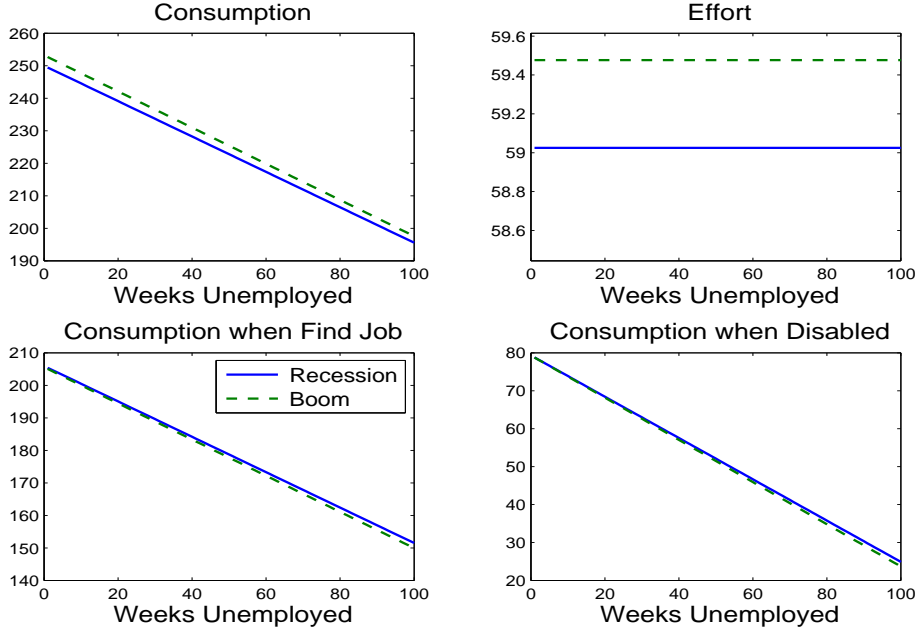 Consumption
260
250
240
230
220
210
200
190
0 20 40 60 80 100
Weeks Unemployed
Effort
59.6
59.4
59.2
59
58.8
58.6
0 20 40 60 80 100
Weeks Unemployed
Consumption when Find Job
210
200
190
180
170
160
150
140
0 20 40 60 80 100
Weeks Unemployed
Recession
Boom
Consumption when Disabled
80
70
60
50
40
30
20
0 20 40 60 80 100
Weeks Unemployed